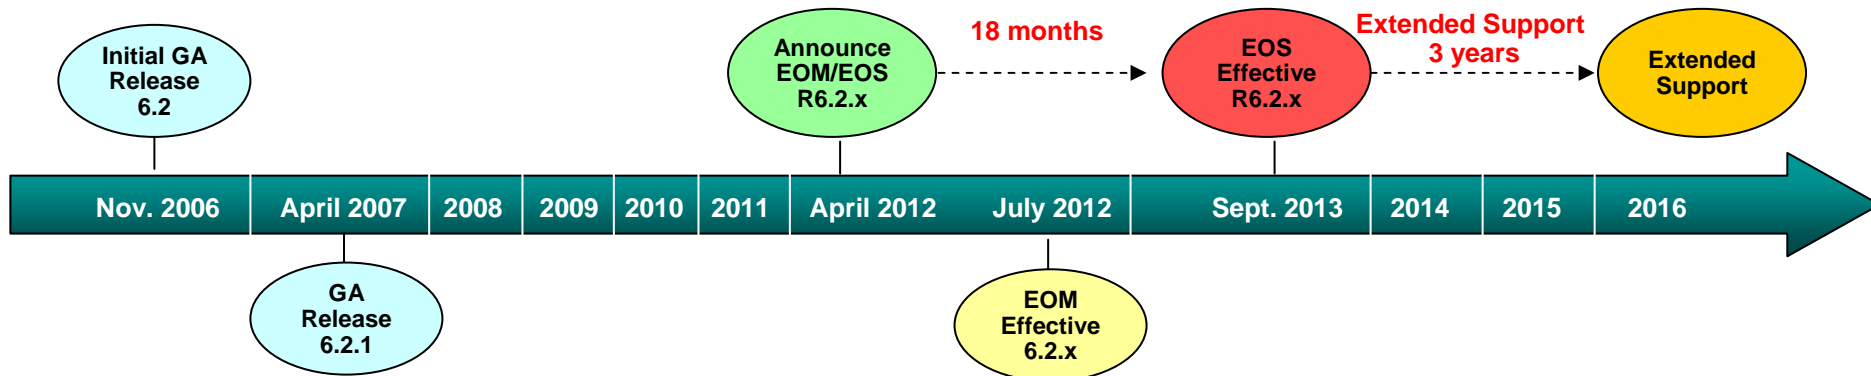 Initial GA
Release
6.2
Announce
EOM/EOS
R6.2.x
18 months
EOS
Effective
R6.2.x
Extended Support
3 years
Extended
Support
Nov. 2006
April 2007
2008
2009
2010
2011
April 2012
July 2012
Sept. 2013
2014
2015
2016
GA
Release
6.2.1
EOM
Effective
6.2.x